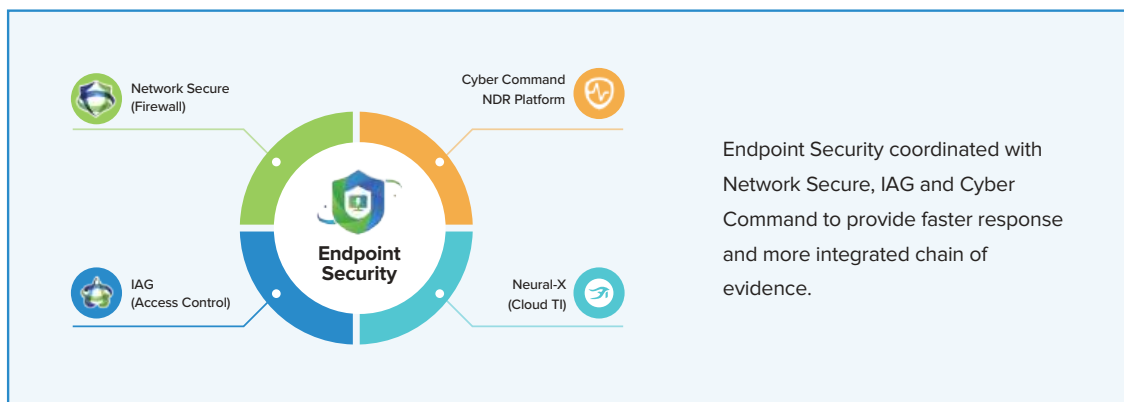 Network Secure
(Firewall)
Cyber Command
NDR Platform
Endpoint
Security
IAG
(Access Control)
Neural-X
(Cloud TI)
Endpoint Security coordinated with
Network Secure, IAG and Cyber
Command to provide faster response
and more integrated chain of
evidence.